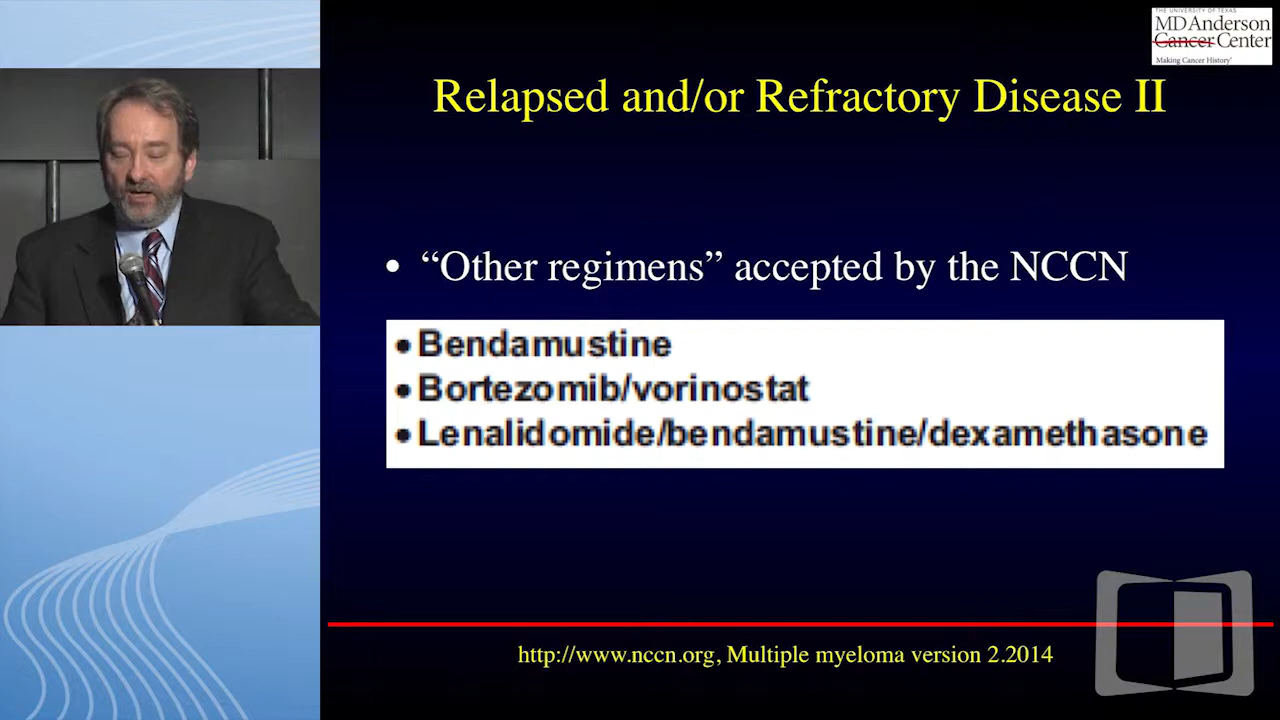 THE UNIVERSITY OF TEXAS
MD Anderson
Cancer Center
Making Cancer History®
Relapsed and/or Refractory Disease II
• “Other regimens” accepted by the NCCN
• Bendamustine
• Bortezomib/vorinostat
• Lenalidomide/bendamustine/dexamethasone
http://www.nccn.org, Multiple myeloma version 2.2014